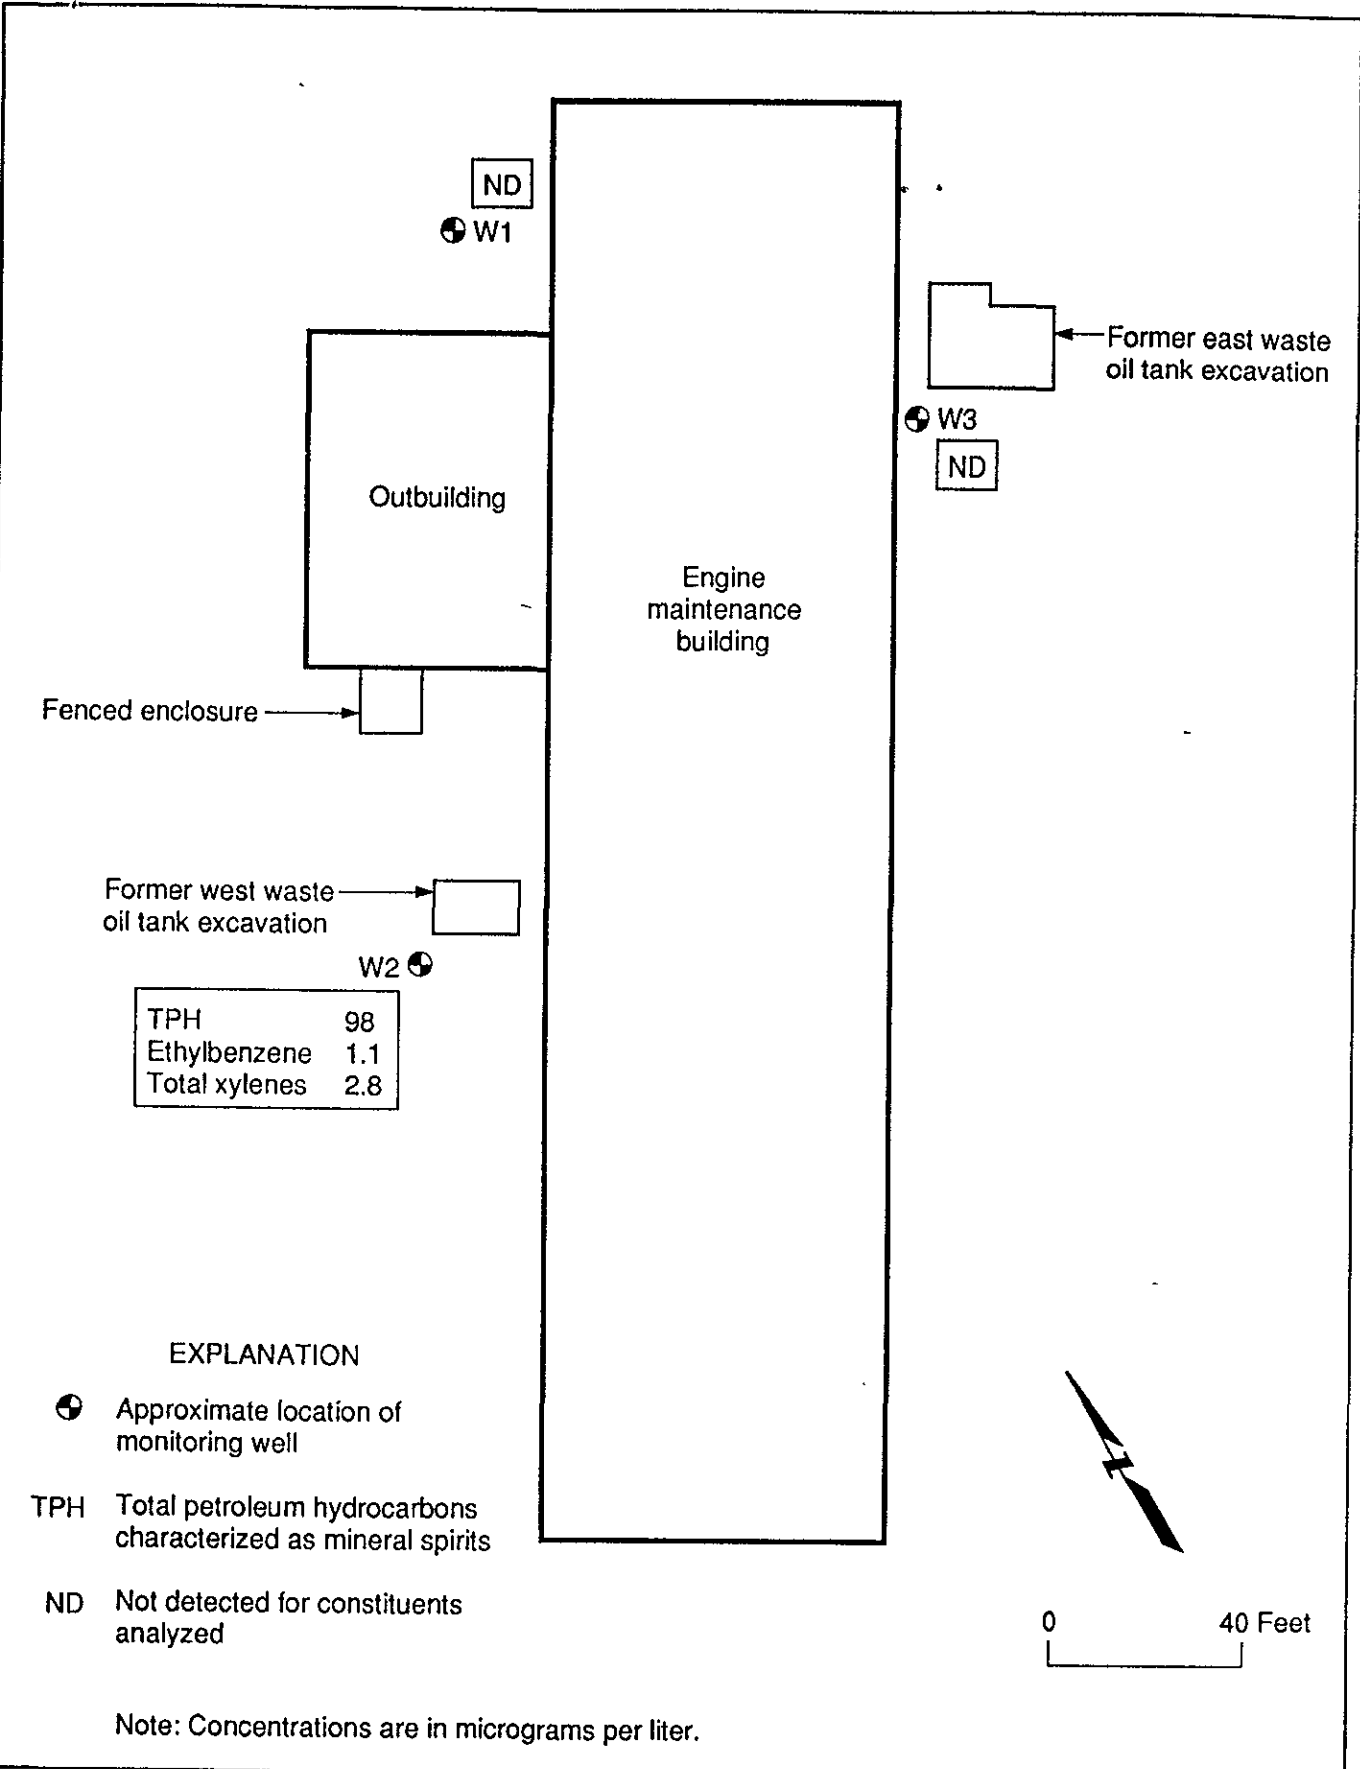 ND
W1
Former east waste
oil tank excavation
W3
ND
Outbuilding
Engine
maintenance
building
Fenced enclosure
Former west waste
oil tank excavation
W2
TPH 98
Ethylbenzene 1.1
Total xylenes 2.8
EXPLANATION
Approximate location of
monitoring well
TPH Total petroleum hydrocarbons
characterized as mineral spirits
ND Not detected for constituents
analyzed
N
0 40 Feet
Note: Concentrations are in micrograms per liter.